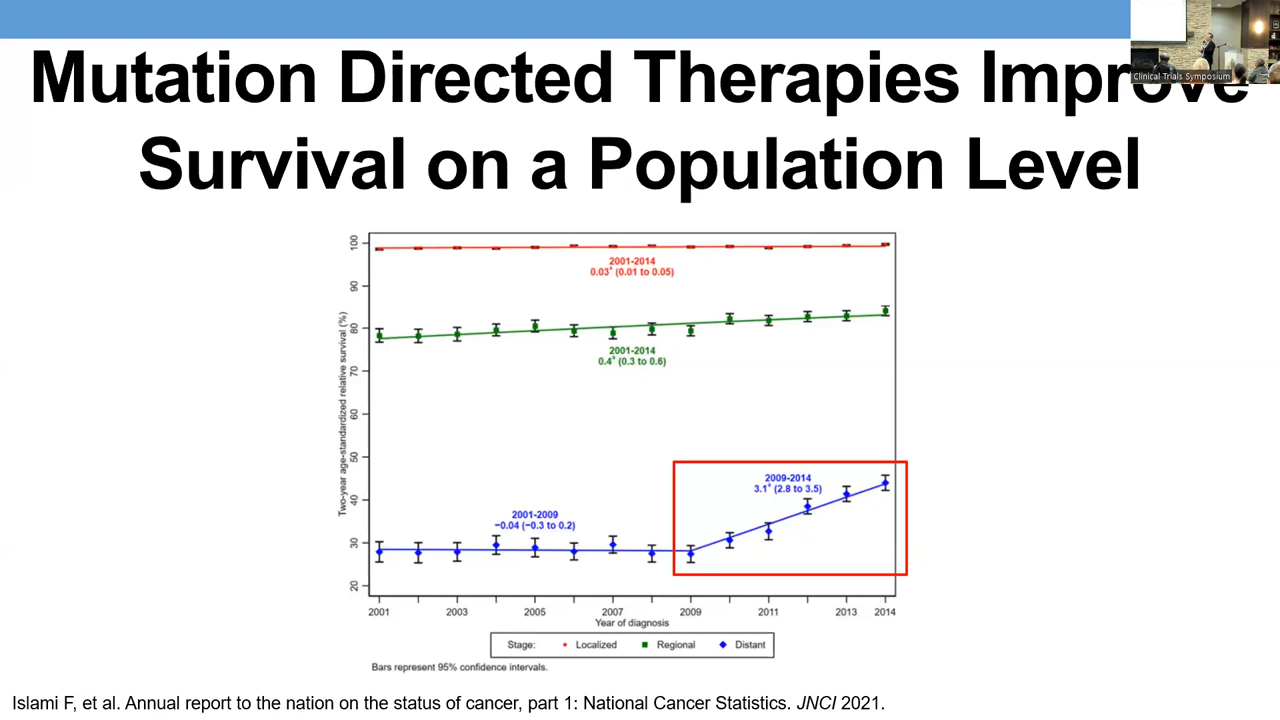 Mutation Directed Therapies Improve
Survival on a Population Level
Clinical Trials Symposium
Two-year age-standardized relative survival (%)
100
90
80
70
60
50
40
30
20
2001-2014
0.03* (0.01 to 0.05)
2001-2014
0.4* (0.3 to 0.6)
2009-2014
3.1* (2.8 to 3.5)
2001-2009
−0.04 (−0.3 to 0.2)
2001 2003 2005 2007 2009 2011 2013 2014
Year of diagnosis
Stage: Localized Regional Distant
Bars represent 95% confidence intervals.
Islami F, et al. Annual report to the nation on the status of cancer, part 1: National Cancer Statistics. JNCI 2021.